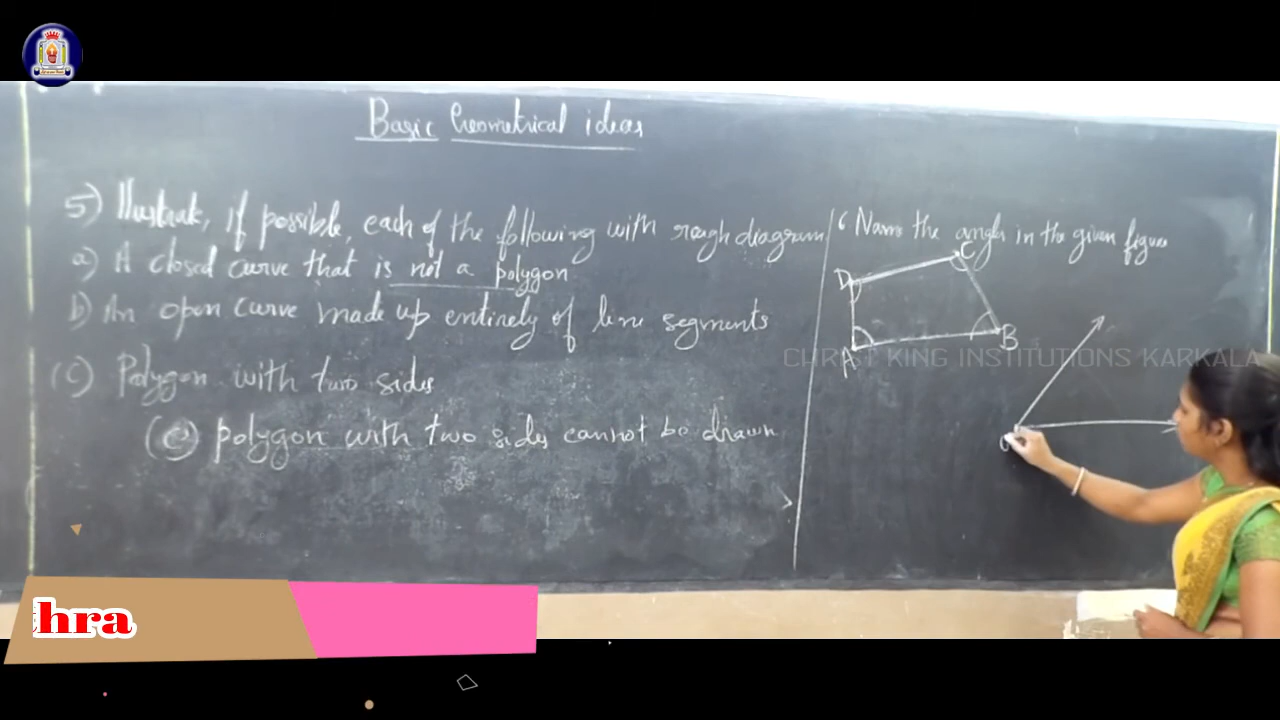 Basic Geometrical ideas
5) Illustrate, if possible, each of the following with rough diagram
a) A closed curve that is not a polygon
b) An open curve made up entirely of line segments
(c) Polygon with two sides
(c) polygon with two sides cannot be drawn
6 Name the angles in the given figure
D
C
A
B
CHRIST KING INSTITUTIONS KARKALA
hra